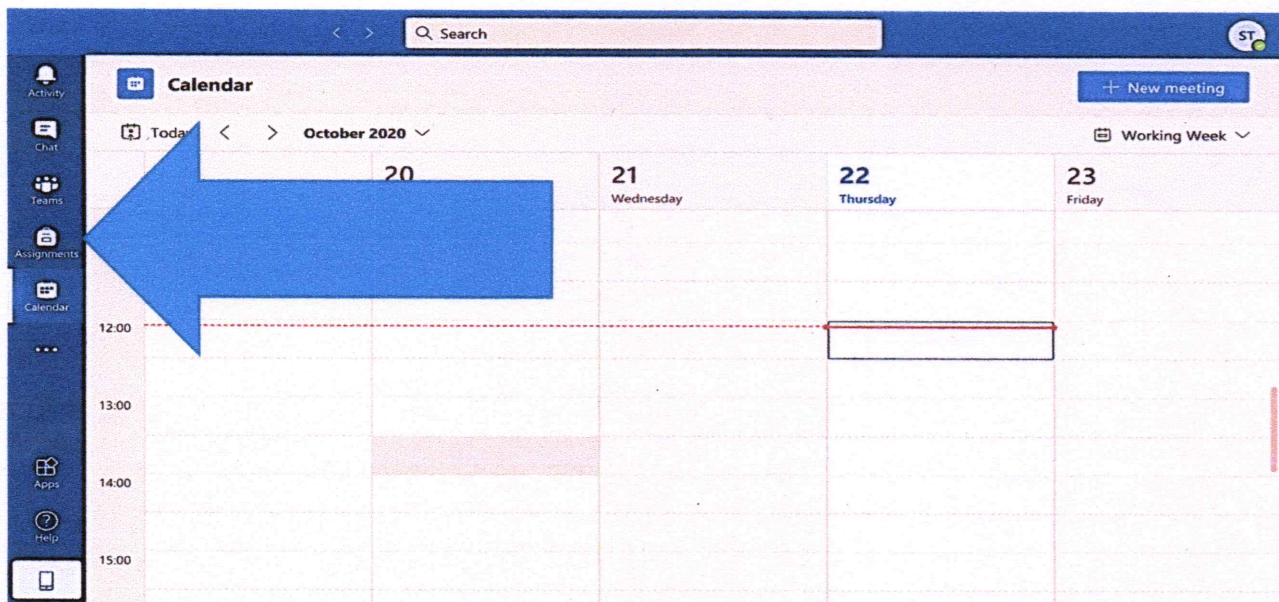 Search
ST
Activity
Chat
Teams
Assignments
Calendar
Apps
Help
Calendar
+ New meeting
Today
October 2020
Working Week
20
21
Wednesday
22
Thursday
23
Friday
12:00
13:00
14:00
15:00